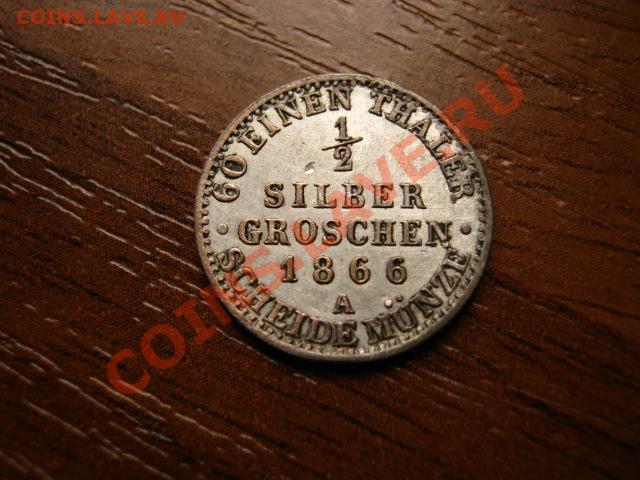 COINS.LAVE.RU
60 EINEN THALER
1/2
SILBER
· GROSCHEN ·
1866
A
SCHEIDE MÜNZE
COINS.LAVE.RU